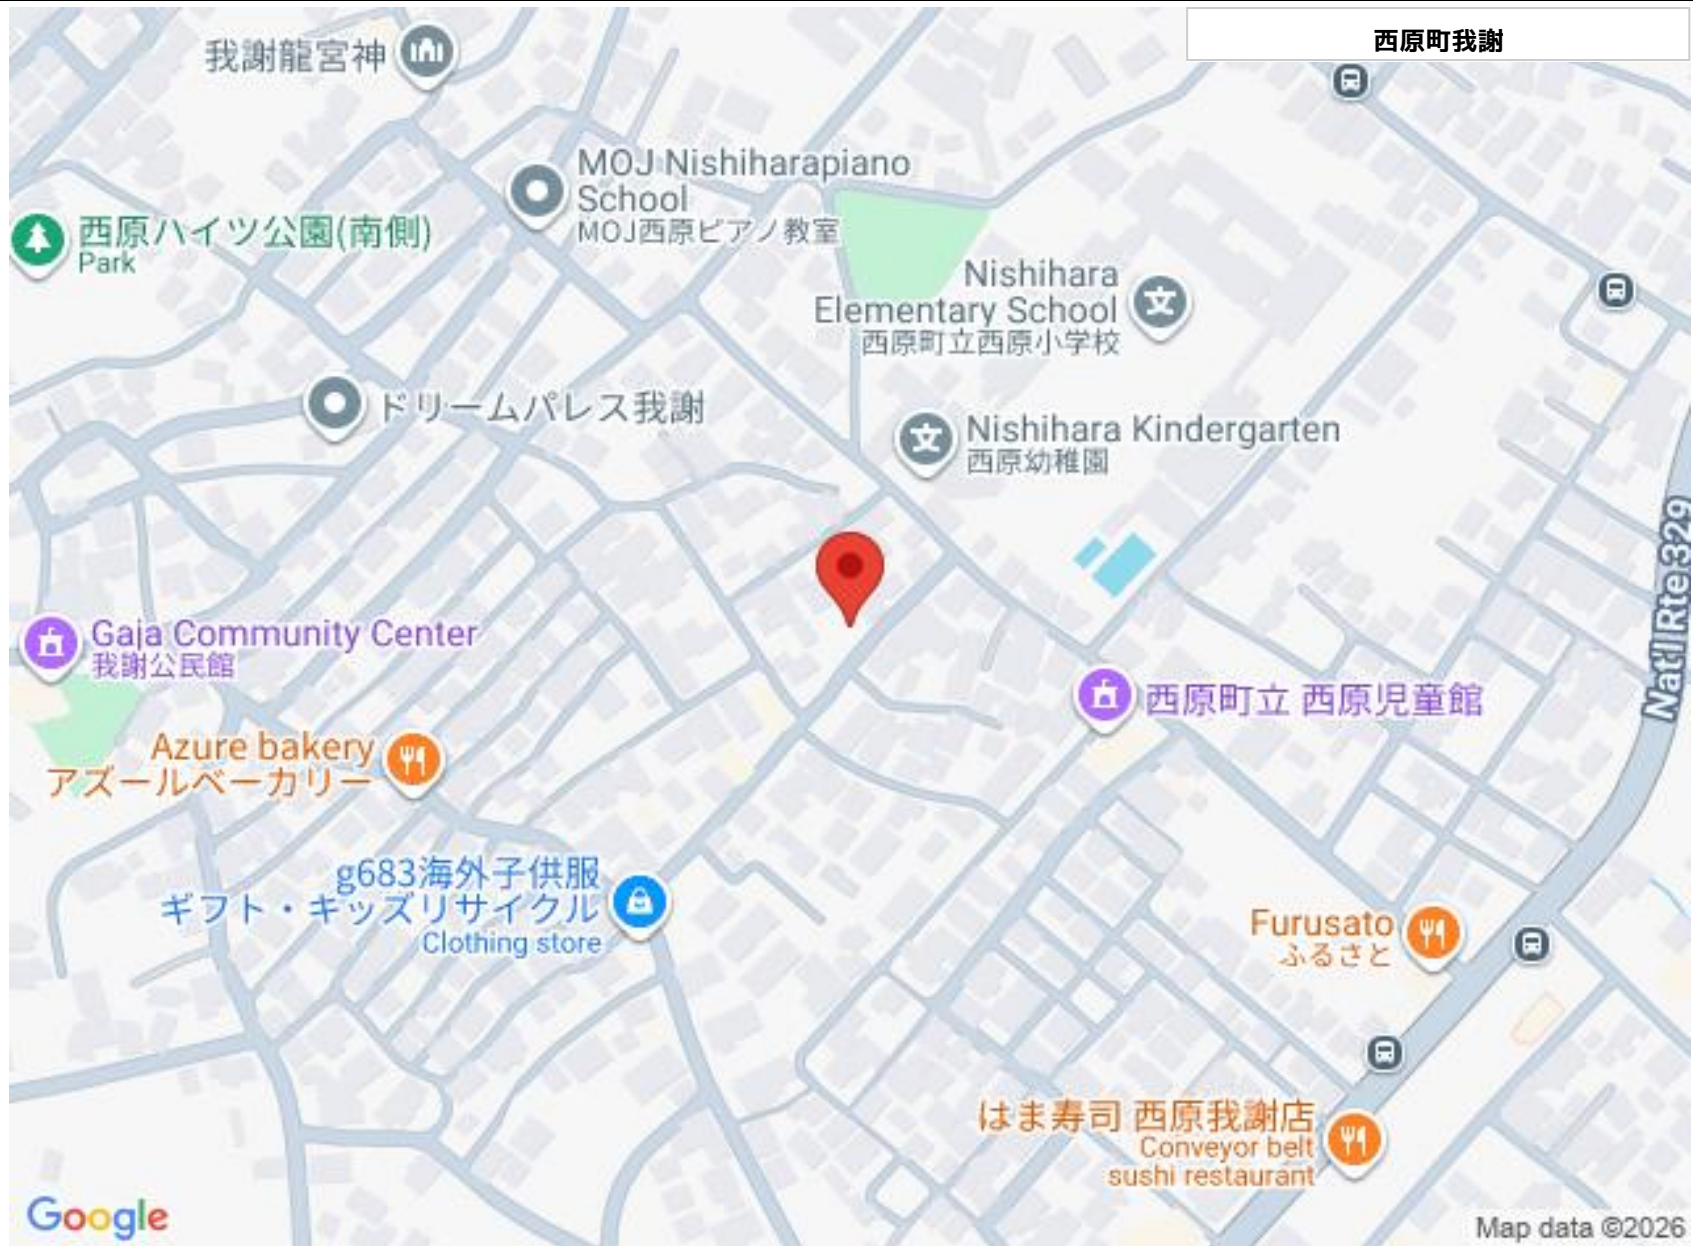 西原町我謝
我謝龍宮神
MOJ Nishiharapiano
School
MOJ西原ピアノ教室
西原ハイツ公園(南側)
Park
Nishihara
Elementary School
西原町立西原小学校
ドリームパレス我謝
Nishihara Kindergarten
西原幼稚園
Nat'l Rte 329
Gaja Community Center
我謝公民館
西原町立 西原児童館
Azure bakery
アズールベーカリー
g683海外子供服
ギフト・キッズリサイクル
Clothing store
Furusato
ふるさと
はま寿司 西原我謝店
Conveyor belt
sushi restaurant
Google
Map data ©2026